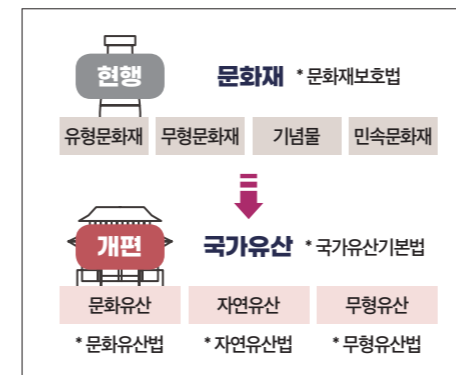 현행 문화재 * 문화재보호법
유형문화재 무형문화재 기념물 민속문화재
개편 국가유산 * 국가유산기본법
문화유산 자연유산 무형유산
* 문화유산법 * 자연유산법 * 무형유산법